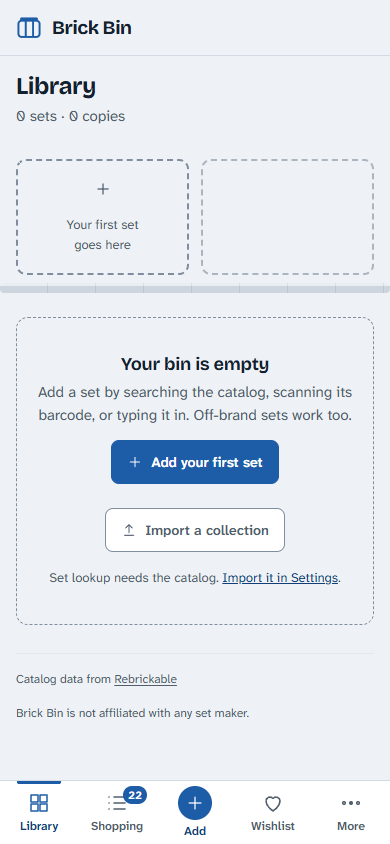 Brick Bin
Library
0 sets · 0 copies
Your first set
goes here
Your bin is empty
Add a set by searching the catalog, scanning its
barcode, or typing it in. Off-brand sets work too.
Add your first set
Import a collection
Set lookup needs the catalog. Import it in Settings.
Catalog data from Rebrickable
Brick Bin is not affiliated with any set maker.
22
Library Shopping Add Wishlist More